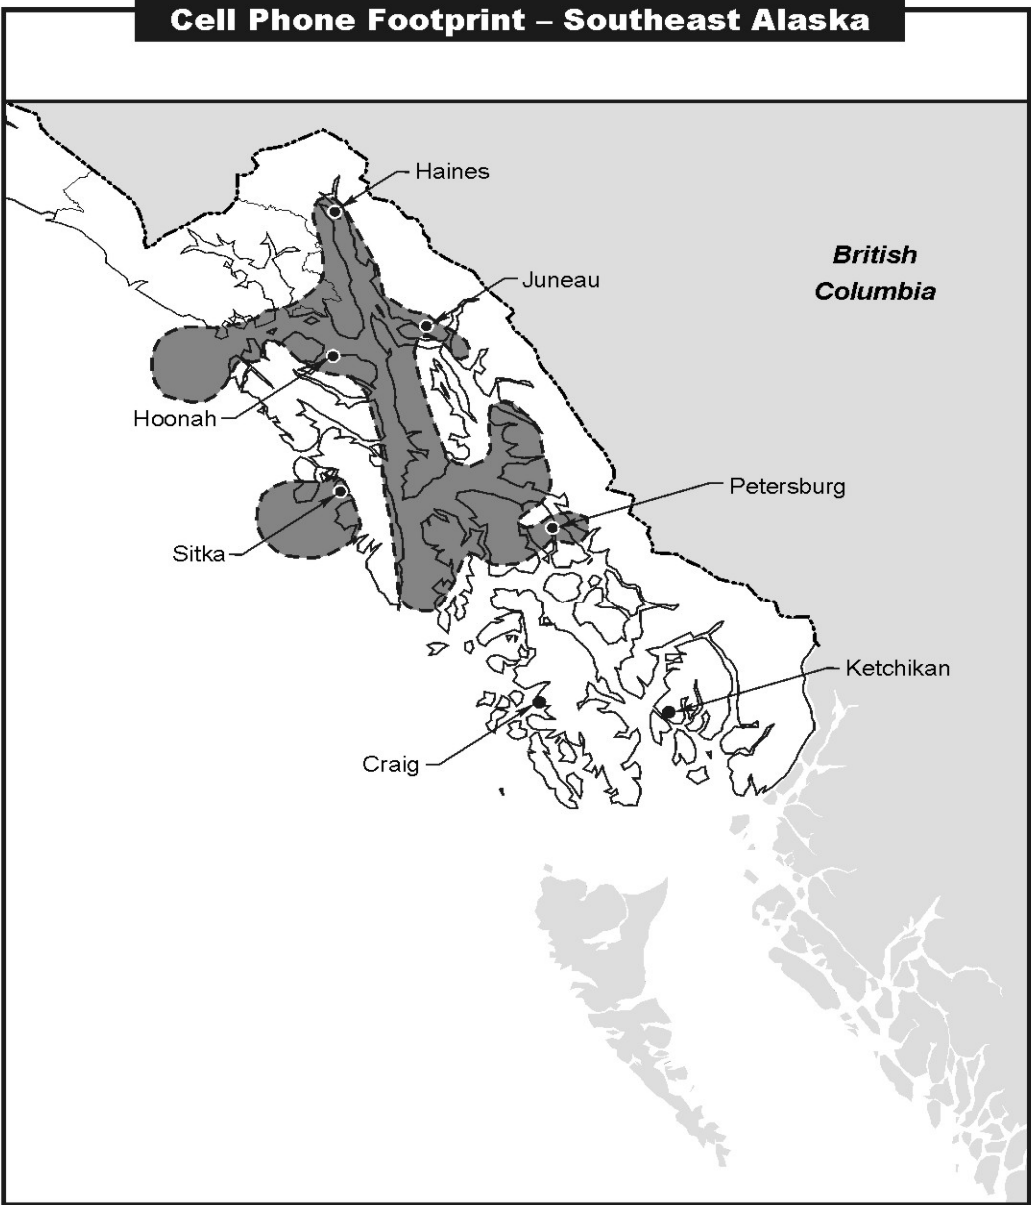 Cell Phone Footprint – Southeast Alaska
Haines
British
Columbia
Juneau
Hoonah
Petersburg
Sitka
Ketchikan
Craig